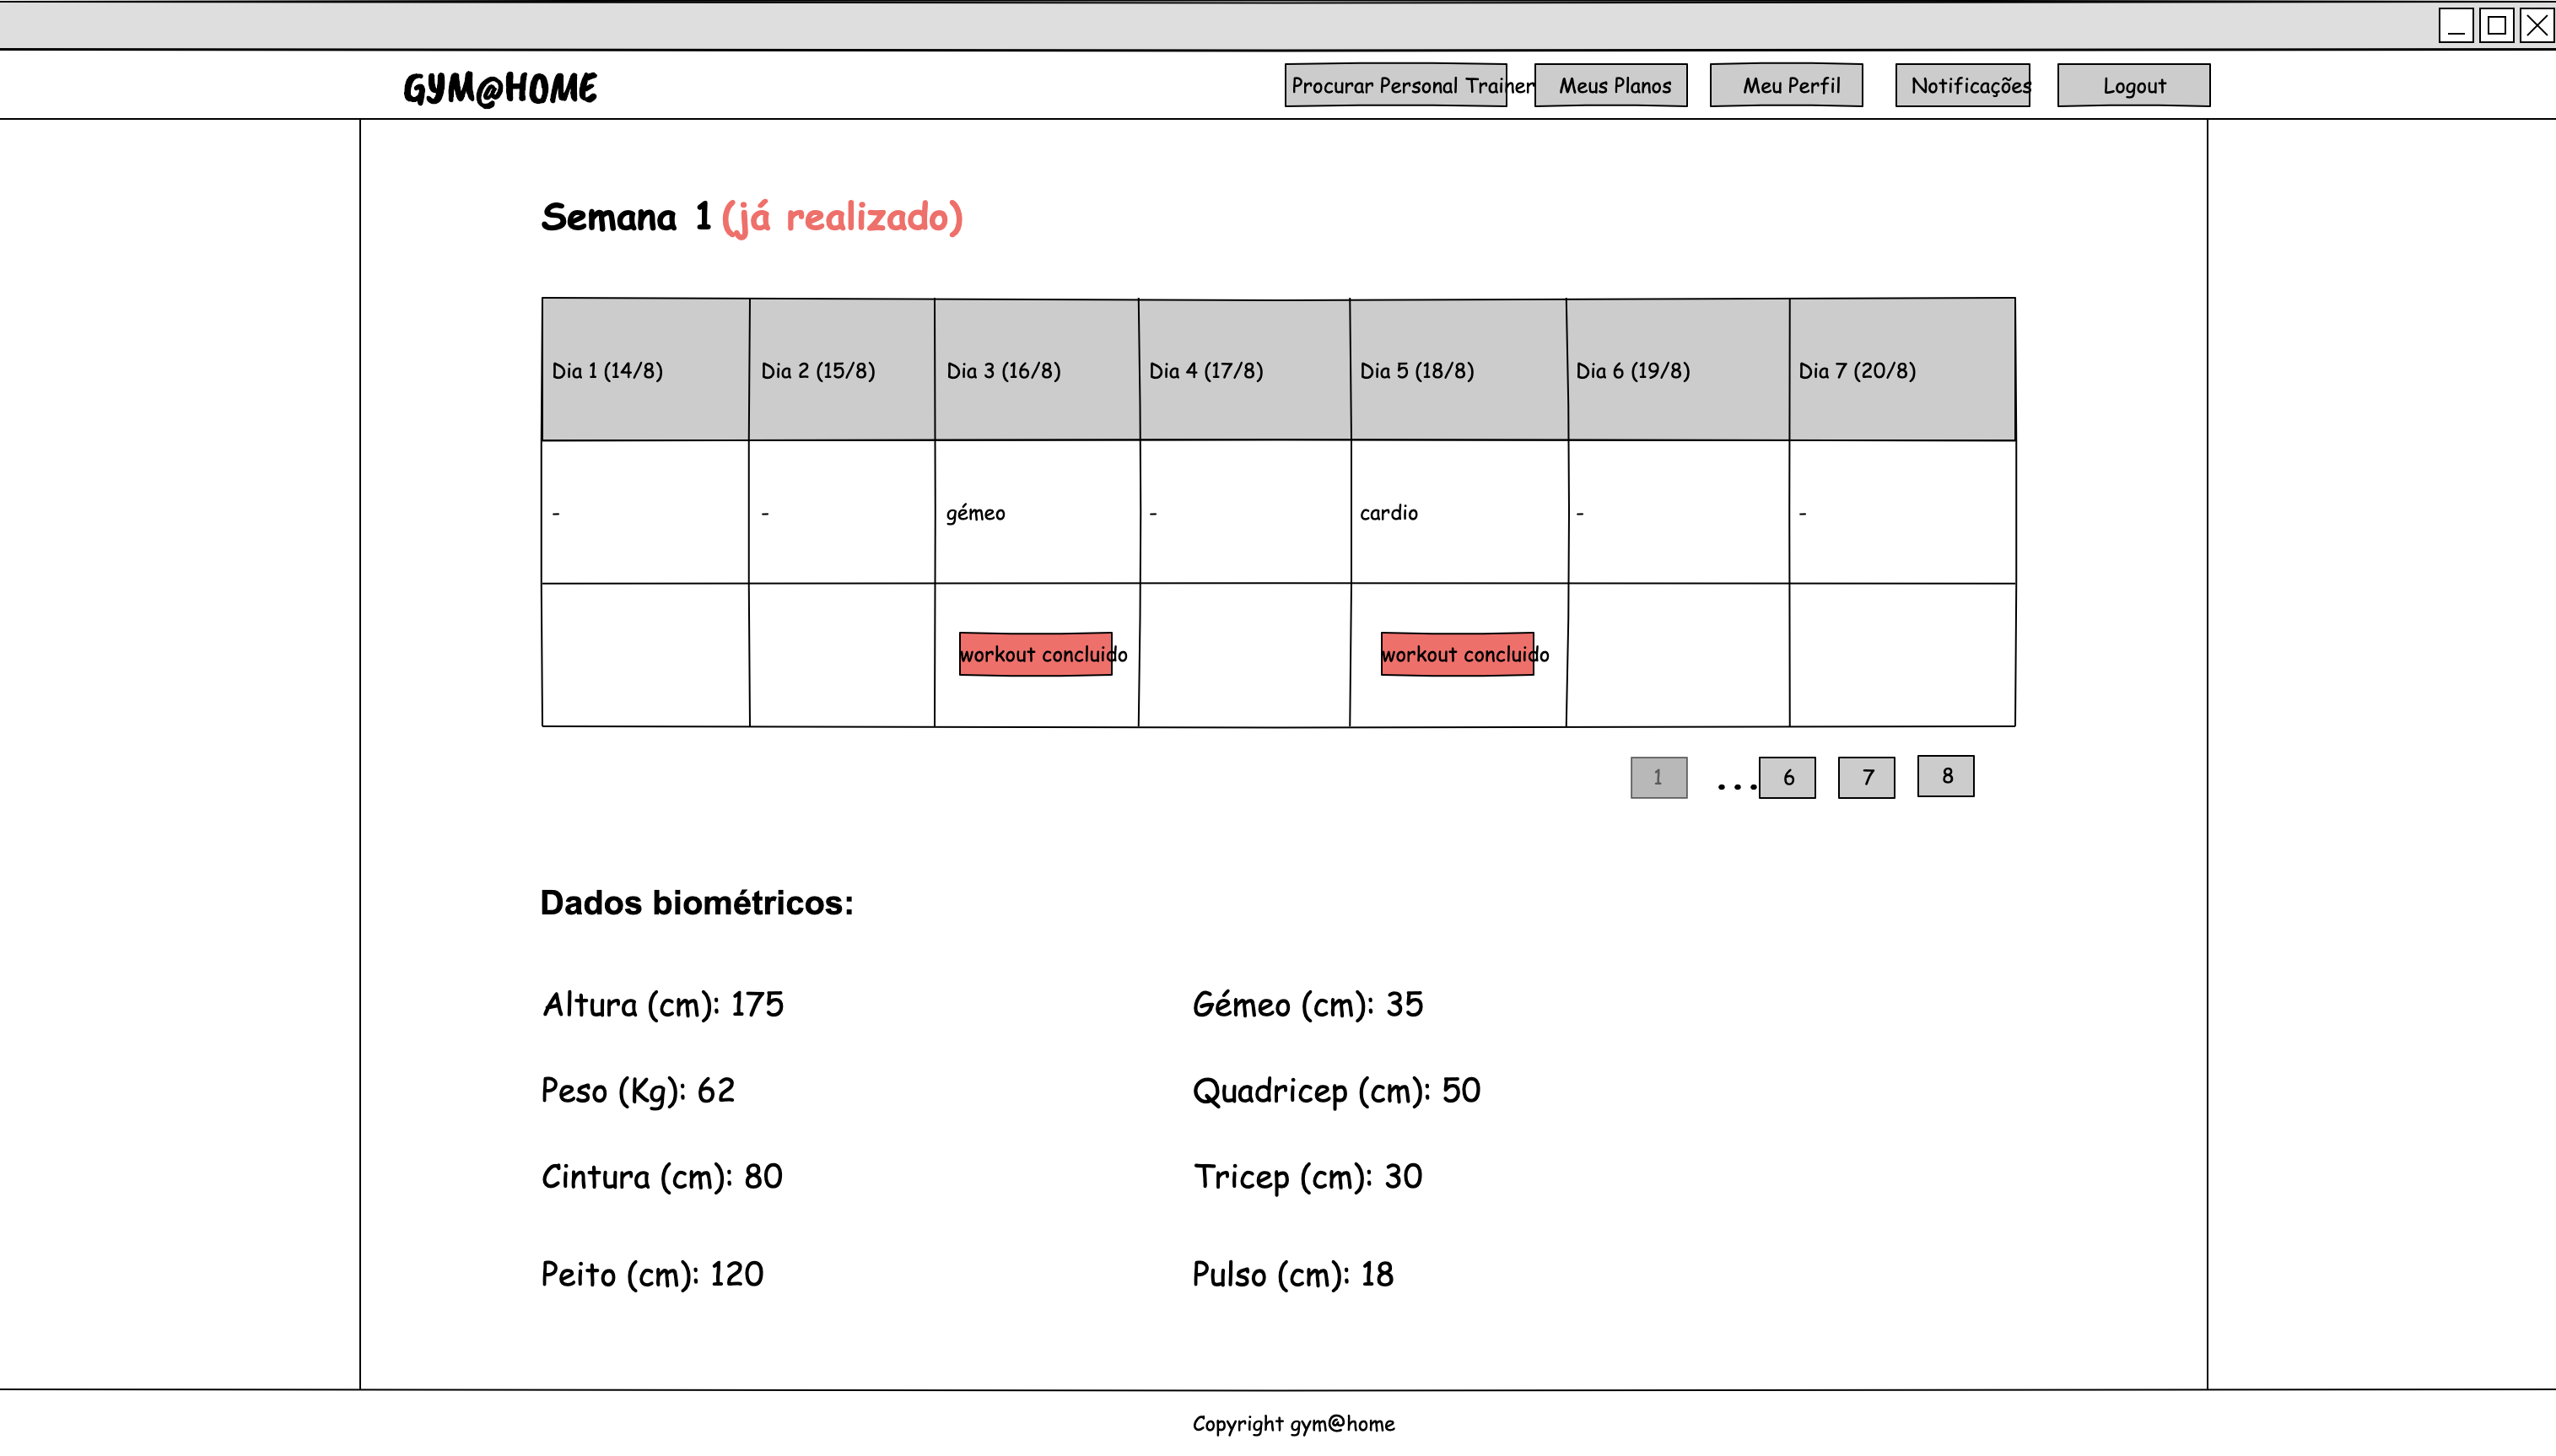 GYM@HOME Procurar Personal Trainer Meus Planos Meu Perfil Notificações Logout
Semana 1 (já realizado)
Dia 1 (14/8) Dia 2 (15/8) Dia 3 (16/8) Dia 4 (17/8) Dia 5 (18/8) Dia 6 (19/8) Dia 7 (20/8)
- - gémeo - cardio - -
workout concluido workout concluido
1 ... 6 7 8
Dados biométricos:
Altura (cm): 175 Gémeo (cm): 35
Peso (Kg): 62 Quadricep (cm): 50
Cintura (cm): 80 Tricep (cm): 30
Peito (cm): 120 Pulso (cm): 18
Copyright gym@home